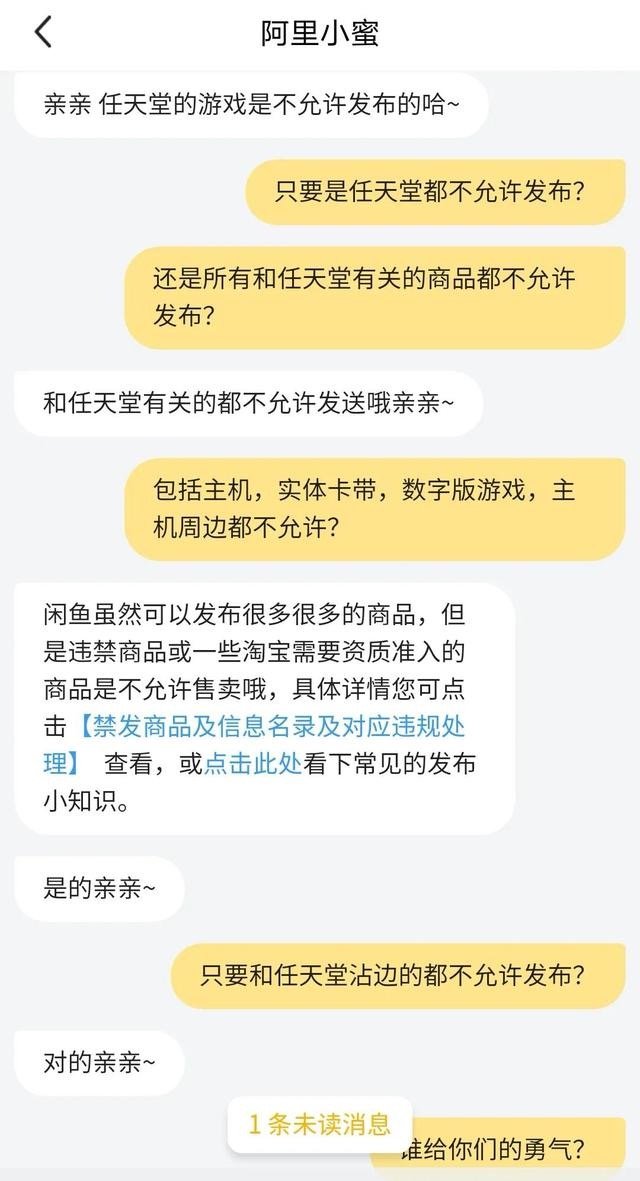 阿里小蜜
亲亲 任天堂的游戏是不允许发布的哈~
只要是任天堂都不允许发布？
还是所有和任天堂有关的商品都不允许
发布？
和任天堂有关的都不允许发送哦亲亲~
包括主机，实体卡带，数字版游戏，主
机周边都不允许？
闲鱼虽然可以发布很多很多的商品，但
是违禁商品或一些淘宝需要资质准入的
商品是不允许售卖哦，具体详情您可点
击【禁发商品及信息名录及对应违规处
理】 查看，或点击此处看下常见的发布
小知识。
是的亲亲~
只要和任天堂沾边的都不允许发布？
对的亲亲~
1 条未读消息
谁给你们的勇气？